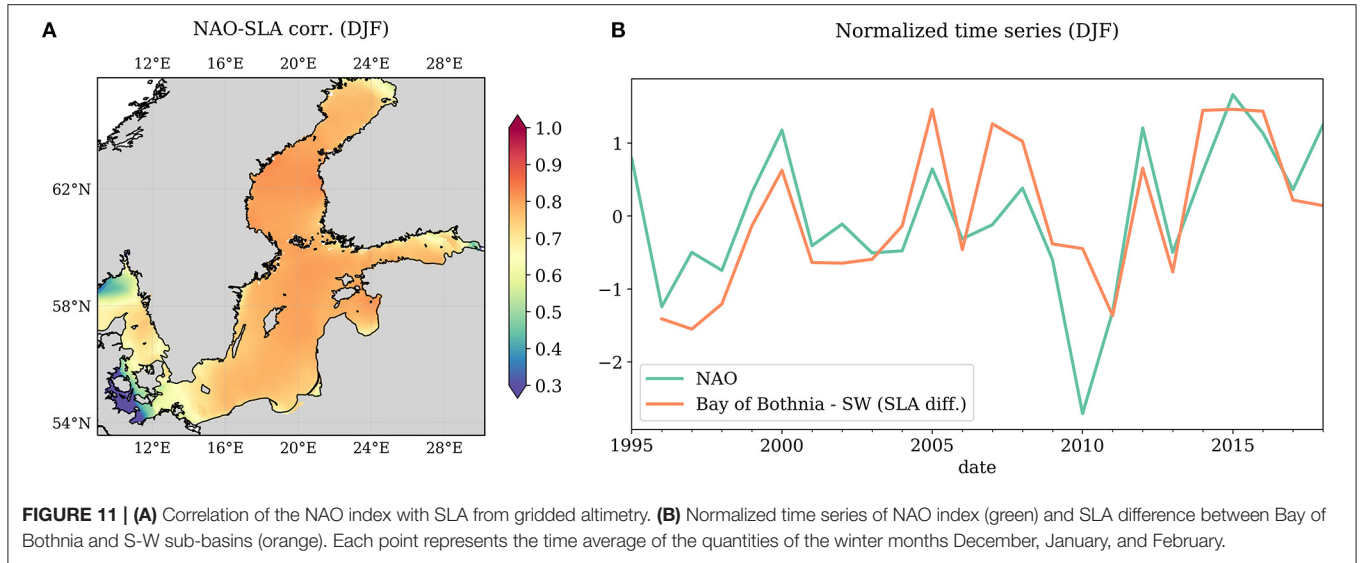 A
NAO-SLA corr. (DJF)
12°E 16°E 20°E 24°E 28°E
62°N
58°N
54°N
12°E 16°E 20°E 24°E 28°E
1.0
0.9
0.8
0.7
0.6
0.5
0.4
0.3
B
Normalized time series (DJF)
1
0
−1
−2
NAO
Bay of Bothnia - SW (SLA diff.)
1995 2000 2005 2010 2015
date
FIGURE 11 | (A) Correlation of the NAO index with SLA from gridded altimetry. (B) Normalized time series of NAO index (green) and SLA difference between Bay of
Bothnia and S-W sub-basins (orange). Each point represents the time average of the quantities of the winter months December, January, and February.